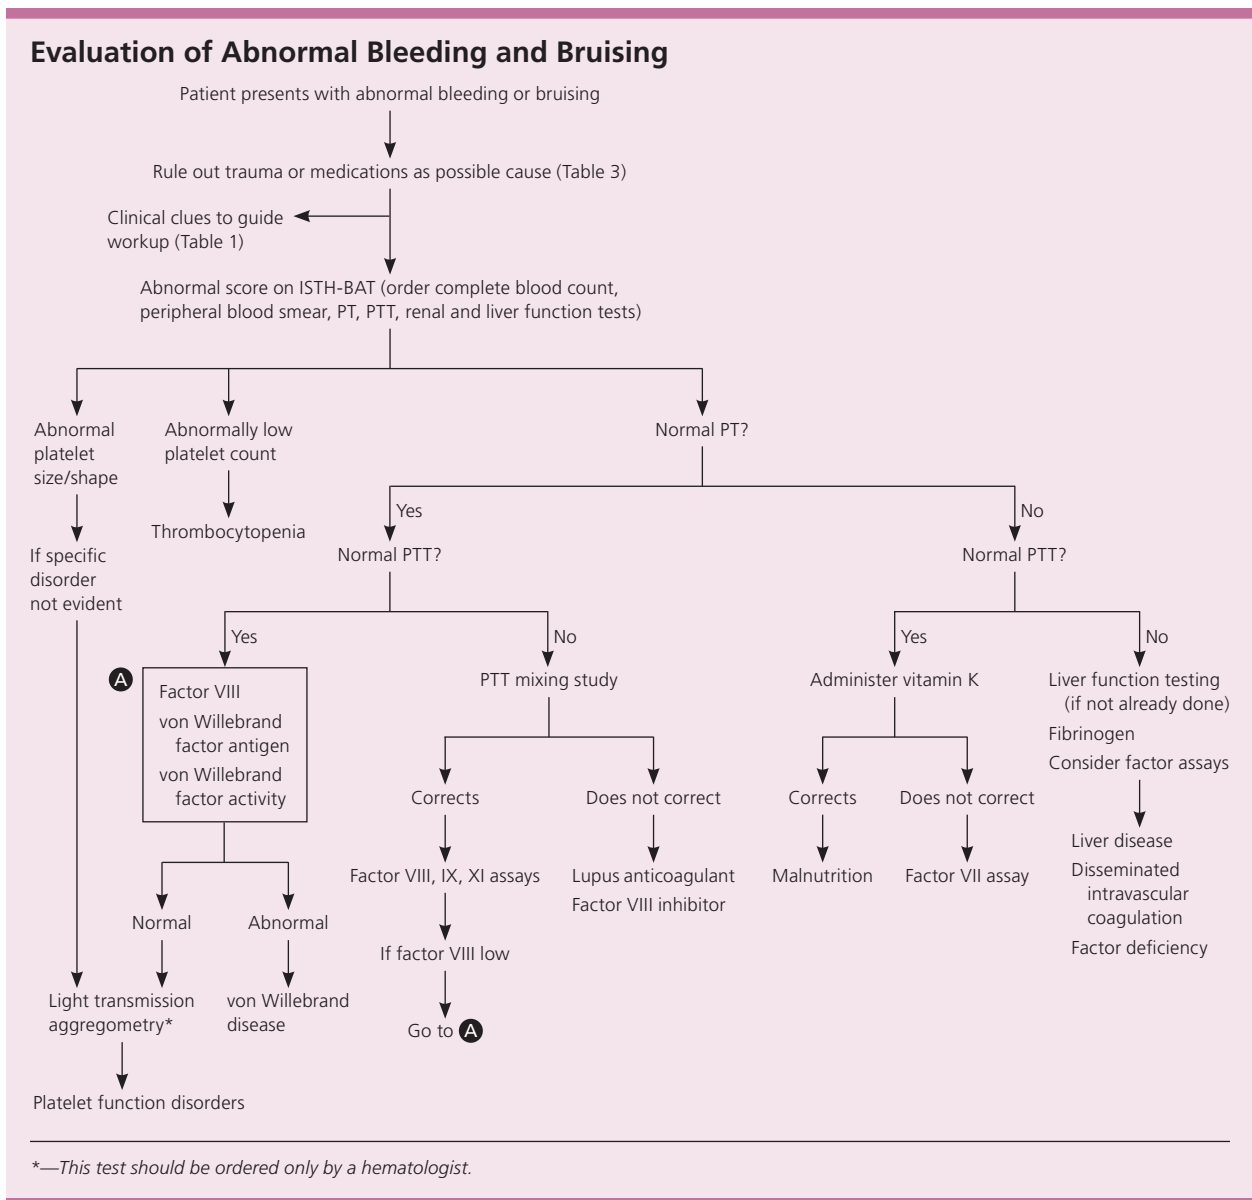 Evaluation of Abnormal Bleeding and Bruising
Patient presents with abnormal bleeding or bruising
Rule out trauma or medications as possible cause (Table 3)
Clinical clues to guide
workup (Table 1)
Abnormal score on ISTH-BAT (order complete blood count,
peripheral blood smear, PT, PTT, renal and liver function tests)
Abnormal
platelet
size/shape
If specific
disorder
not evident
Abnormally low
platelet count
Thrombocytopenia
Normal PT?
Yes
Normal PTT?
Yes
A
Factor VIII
von Willebrand
factor antigen
von Willebrand
factor activity
Normal
Abnormal
Light transmission
aggregometry*
von Willebrand
disease
Platelet function disorders
No
PTT mixing study
Corrects
Factor VIII, IX, XI assays
If factor VIII low
Go to A
Does not correct
Lupus anticoagulant
Factor VIII inhibitor
No
Normal PTT?
Yes
Administer vitamin K
Corrects
Malnutrition
Does not correct
Factor VII assay
No
Liver function testing
(if not already done)
Fibrinogen
Consider factor assays
Liver disease
Disseminated
intravascular
coagulation
Factor deficiency
*—This test should be ordered only by a hematologist.